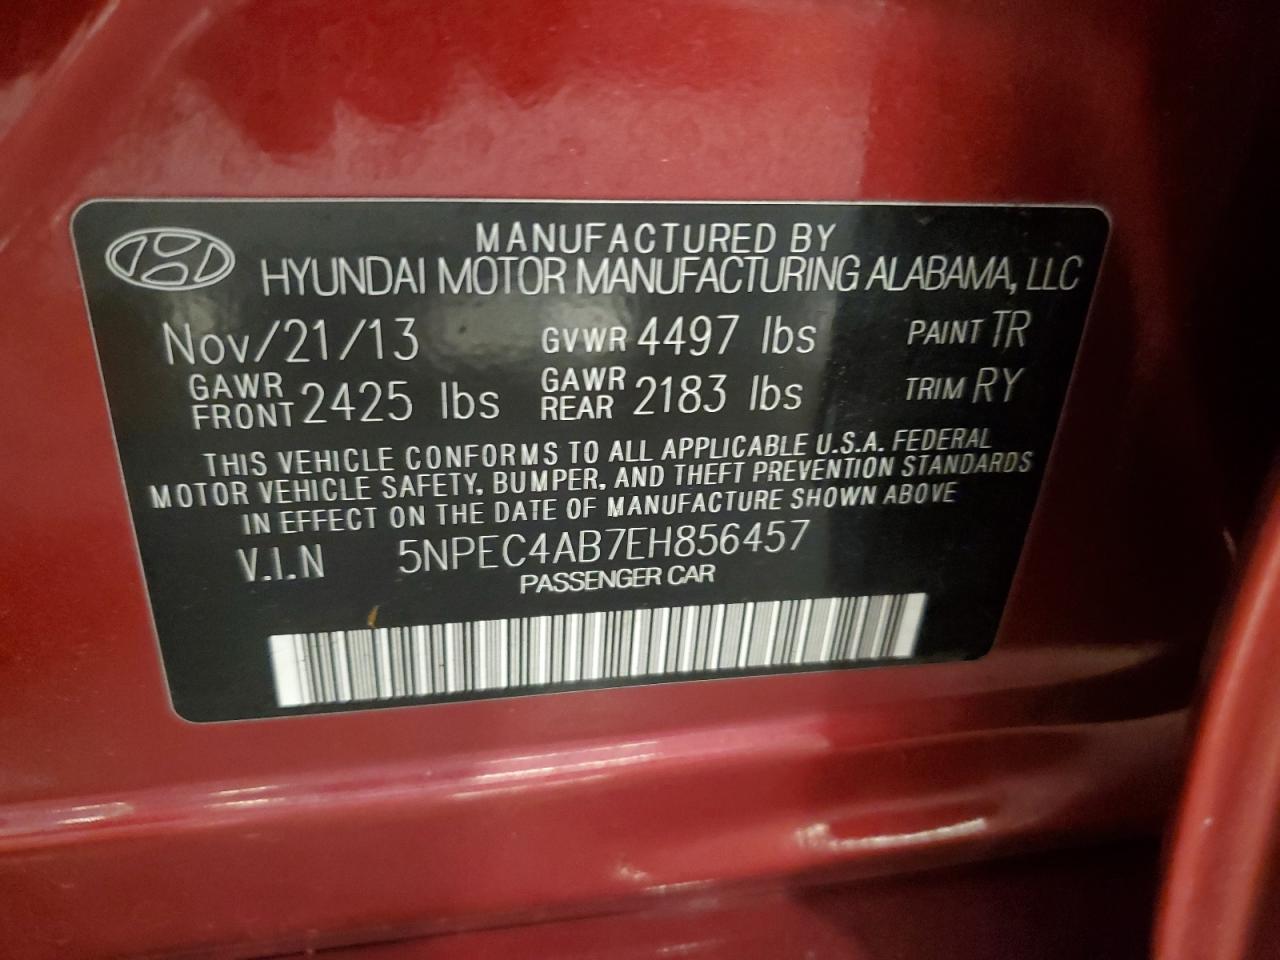 MANUFACTURED BY
HYUNDAI MOTOR MANUFACTURING ALABAMA, LLC
Nov/21/13 GVWR 4497 lbs PAINT TR
GAWR FRONT 2425 lbs GAWR REAR 2183 lbs TRIM RY
THIS VEHICLE CONFORMS TO ALL APPLICABLE U.S.A. FEDERAL
MOTOR VEHICLE SAFETY, BUMPER, AND THEFT PREVENTION STANDARDS
IN EFFECT ON THE DATE OF MANUFACTURE SHOWN ABOVE
V.I.N 5NPEC4AB7EH856457
PASSENGER CAR